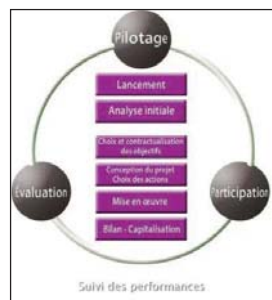 Pilotage
Lancement
Analyse initiale
Choix et contractualisation
des objectifs
Conception du projet
Choix des actions
Évaluation
Participation
Mise en œuvre
Bilan - Capitalisation
Suivi des performances